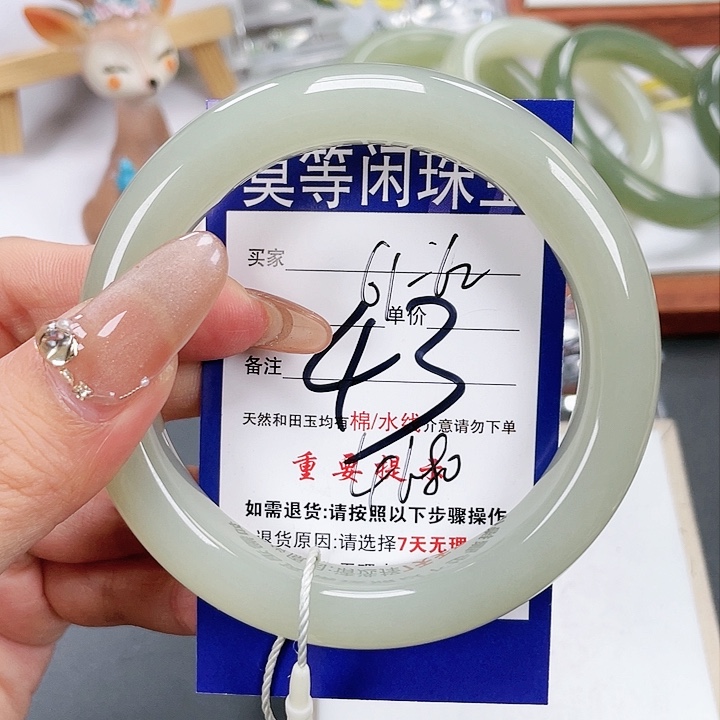 莫等闲珠宝
买家
61-62
单价
43
备注
天然和田玉均有棉/水线介意请勿下单
重要提示
如需退货:请按照以下步骤操作
退货原因:请选择7天无理